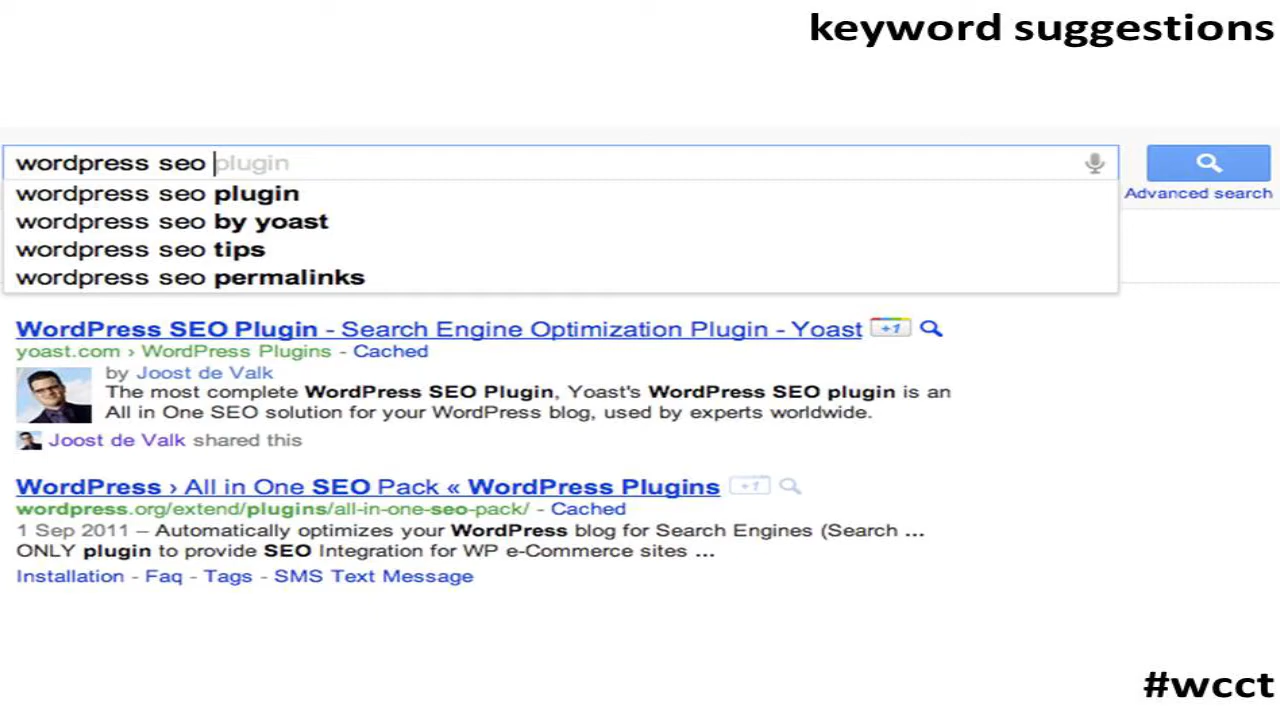 keyword suggestions
wordpress seo plugin
Advanced search
wordpress seo plugin
wordpress seo by yoast
wordpress seo tips
wordpress seo permalinks
WordPress SEO Plugin - Search Engine Optimization Plugin - Yoast +1
yoast.com › WordPress Plugins - Cached
by Joost de Valk
The most complete WordPress SEO Plugin, Yoast's WordPress SEO plugin is an
All in One SEO solution for your WordPress blog, used by experts worldwide.
Joost de Valk shared this
WordPress › All in One SEO Pack « WordPress Plugins +1
wordpress.org/extend/plugins/all-in-one-seo-pack/ - Cached
1 Sep 2011 – Automatically optimizes your WordPress blog for Search Engines (Search ...
ONLY plugin to provide SEO Integration for WP e-Commerce sites ...
Installation - Faq - Tags - SMS Text Message
#wcct